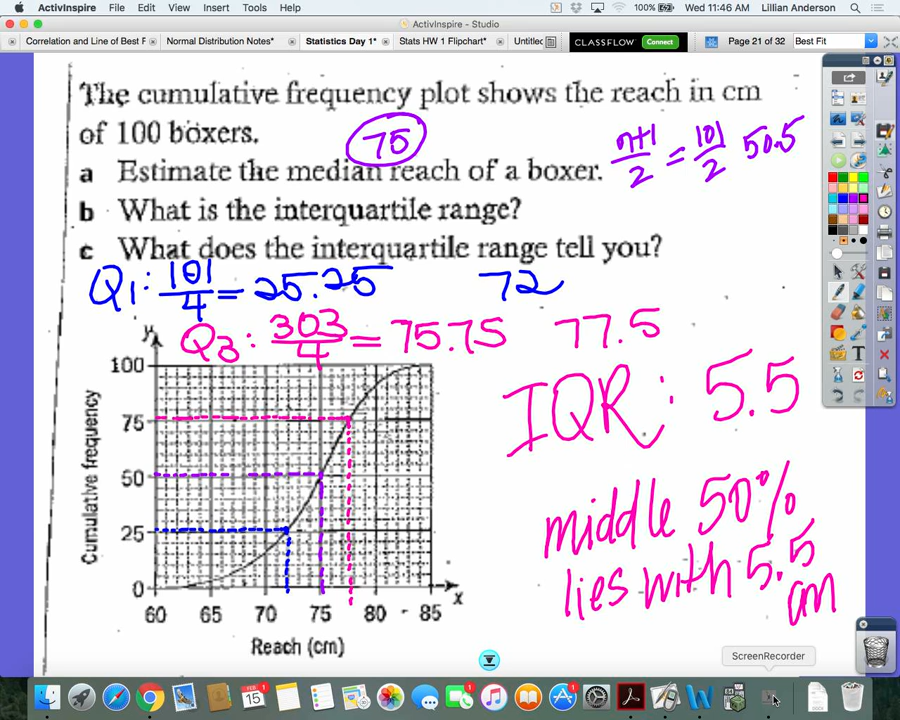 ActivInspire File Edit View Insert Tools Help 100% Wed 11:46 AM Lillian Anderson
ActivInspire - Studio
Correlation and Line of Best F Normal Distribution Notes* Statistics Day 1* Stats HW 1 Flipchart* Untitlec CLASSFLOW Connect Page 21 of 32 Best Fit
The cumulative frequency plot shows the reach in cm
of 100 boxers.
75
n+1/2 = 101/2 50.5
a Estimate the median reach of a boxer.
b What is the interquartile range?
c What does the interquartile range tell you?
Q1: 101/4 = 25.25 72
Q3: 303/4 = 75.75 77.5
IQR: 5.5
middle 50%
lies with 5.5
cm
y
100
75
50
25
0
Cumulative frequency
60 65 70 75 80 85 x
Reach (cm)
ScreenRecorder
FEB
15